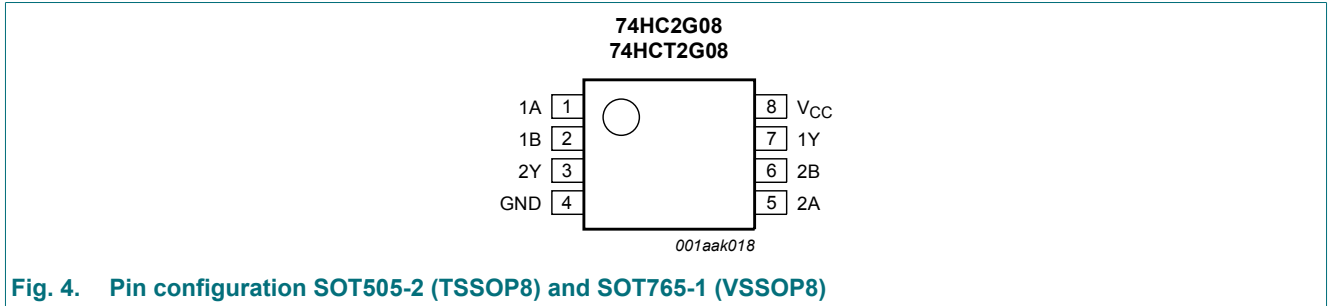 74HC2G08
74HCT2G08
1A 1 8 VCC
1B 2 7 1Y
2Y 3 6 2B
GND 4 5 2A
001aak018
Fig. 4. Pin configuration SOT505-2 (TSSOP8) and SOT765-1 (VSSOP8)